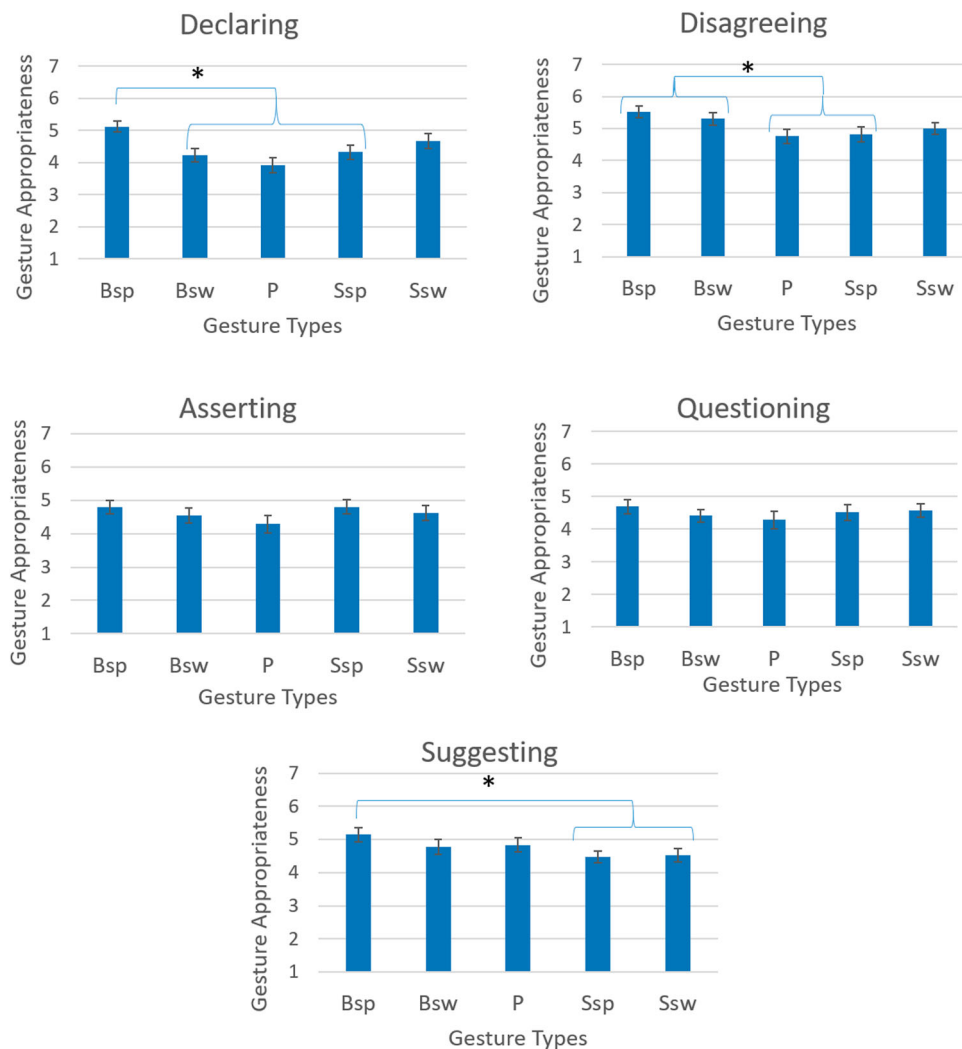 Declaring
*
Gesture Appropriateness
7
6
5
4
3
2
1
Bsp Bsw P Ssp Ssw
Gesture Types
Disagreeing
*
Gesture Appropriateness
7
6
5
4
3
2
1
Bsp Bsw P Ssp Ssw
Gesture Types
Asserting
Gesture Appropriateness
7
6
5
4
3
2
1
Bsp Bsw P Ssp Ssw
Gesture Types
Questioning
Gesture Appropriateness
7
6
5
4
3
2
1
Bsp Bsw P Ssp Ssw
Gesture Types
Suggesting
*
Gesture Appropriateness
7
6
5
4
3
2
1
Bsp Bsw P Ssp Ssw
Gesture Types